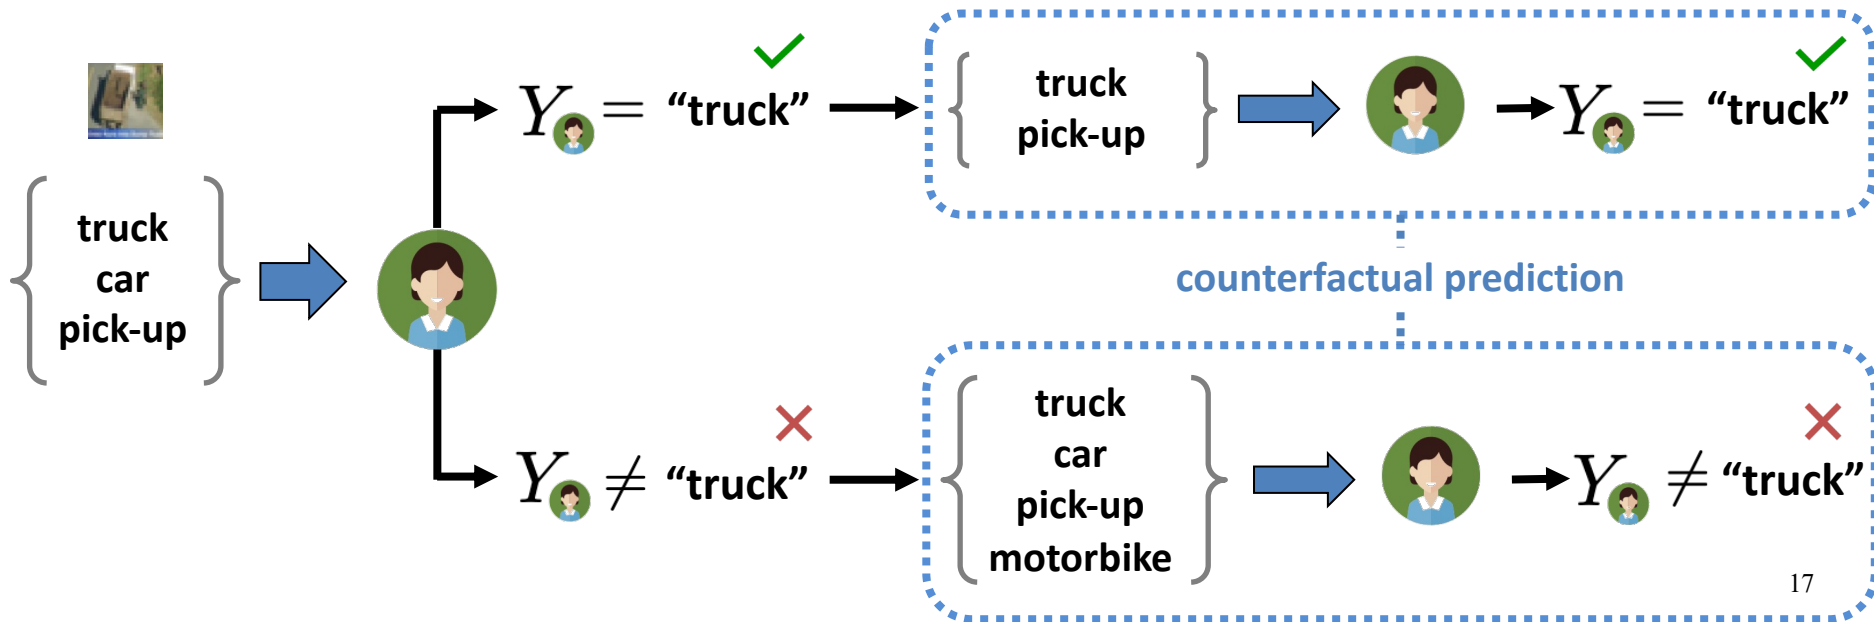 truck
car
pick-up
Y = “truck”
truck
pick-up
Y = “truck”
counterfactual prediction
Y ≠ “truck”
truck
car
pick-up
motorbike
Y ≠ “truck”
17